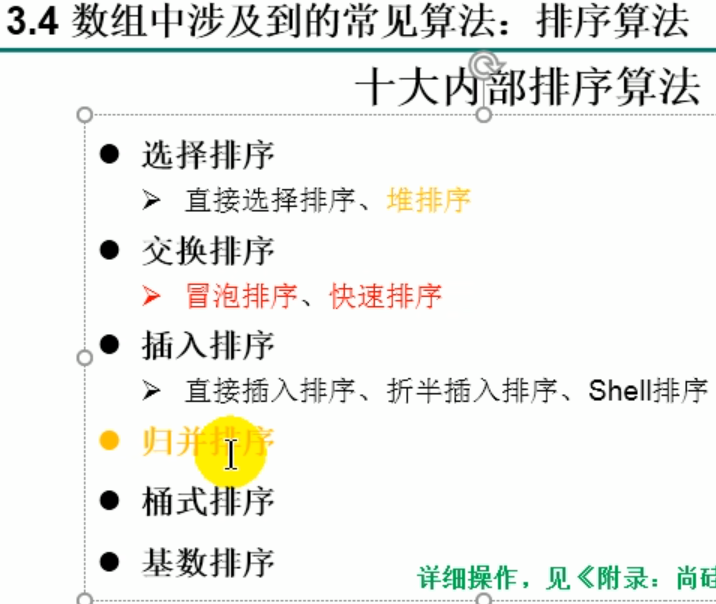 3.4 数组中涉及到的常见算法：排序算法
十大内部排序算法
选择排序
直接选择排序、堆排序
交换排序
冒泡排序、快速排序
插入排序
直接插入排序、折半插入排序、Shell排序
归并排序
桶式排序
基数排序
详细操作，见《附录：尚硅